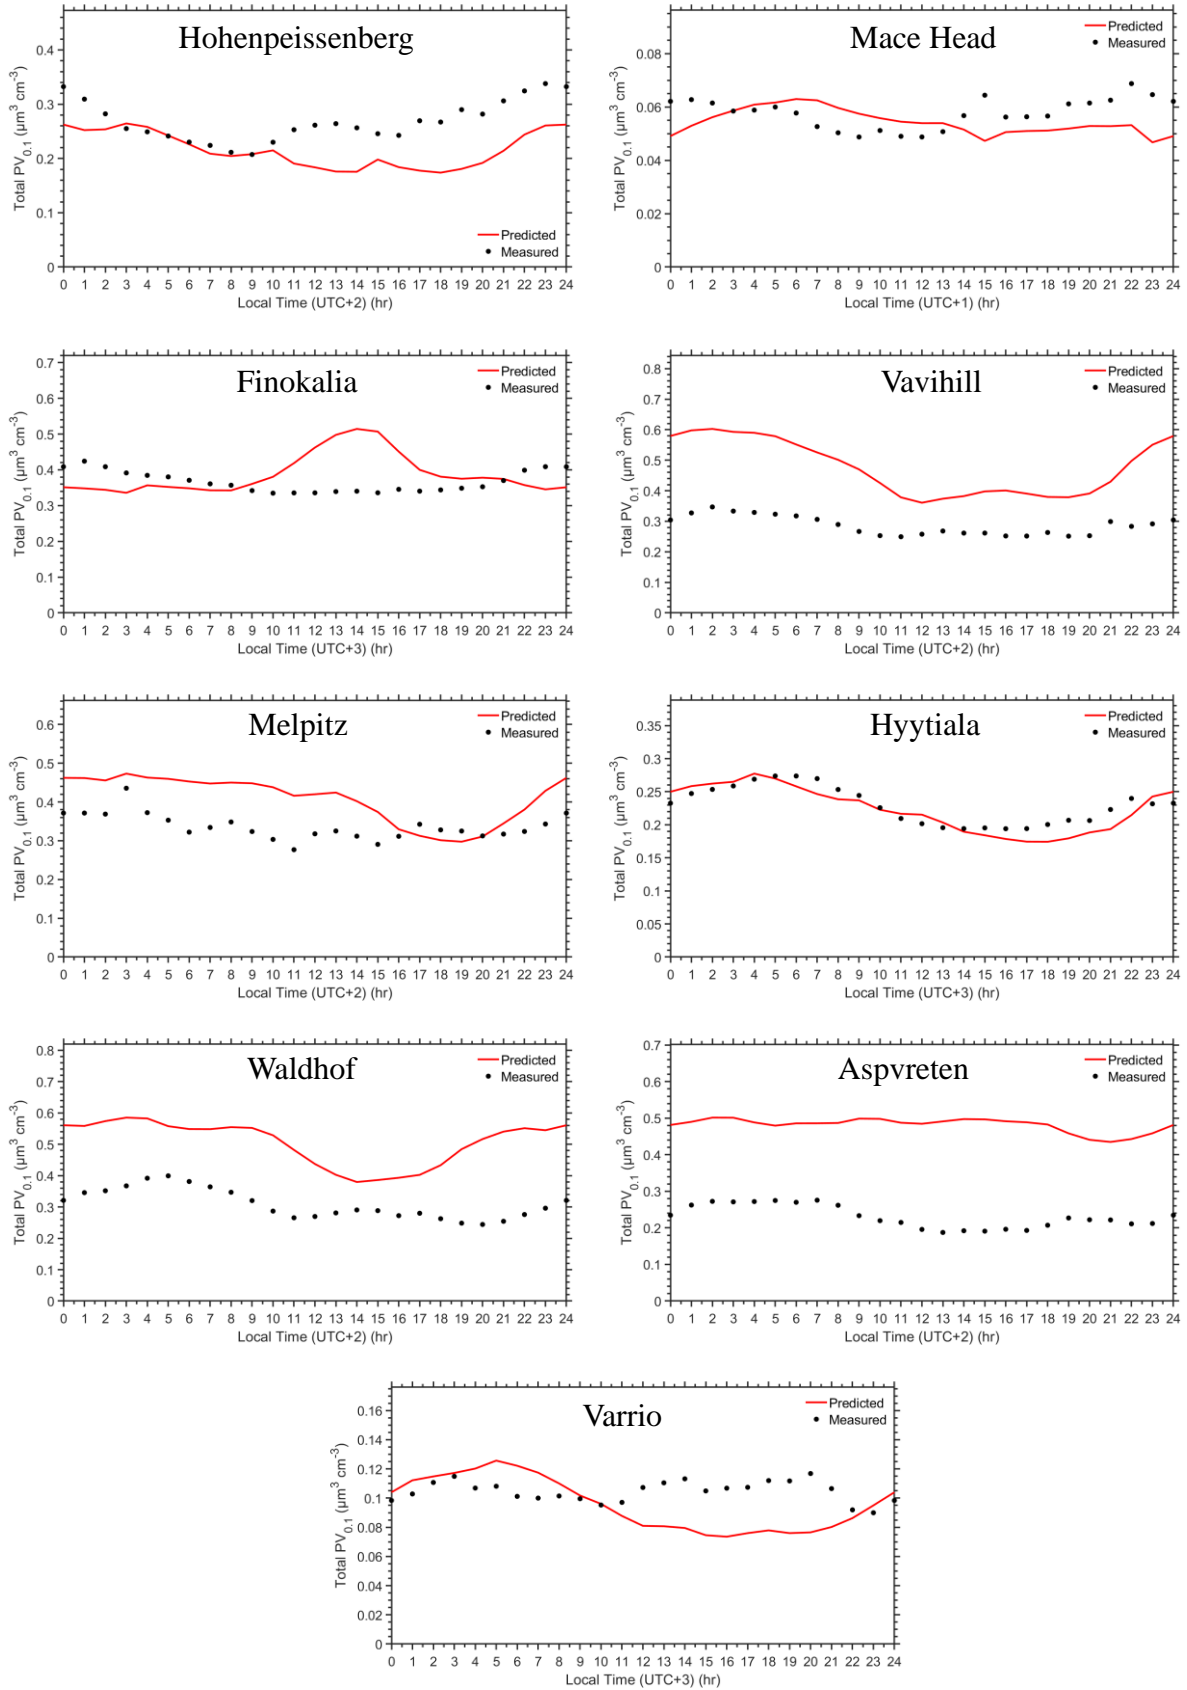 Hohenpeissenberg
Total PV0.1 (μm³ cm⁻³)
0.4
0.3
0.2
0.1
0
Predicted
Measured
0 1 2 3 4 5 6 7 8 9 10 11 12 13 14 15 16 17 18 19 20 21 22 23 24
Local Time (UTC+2) (hr)
Mace Head
Total PV0.1 (μm³ cm⁻³)
0.08
0.06
0.04
0.02
0
Predicted
Measured
0 1 2 3 4 5 6 7 8 9 10 11 12 13 14 15 16 17 18 19 20 21 22 23 24
Local Time (UTC+1) (hr)
Finokalia
Total PV0.1 (μm³ cm⁻³)
0.7
0.6
0.5
0.4
0.3
0.2
0.1
0
Predicted
Measured
0 1 2 3 4 5 6 7 8 9 10 11 12 13 14 15 16 17 18 19 20 21 22 23 24
Local Time (UTC+3) (hr)
Vavihill
Total PV0.1 (μm³ cm⁻³)
0.8
0.7
0.6
0.5
0.4
0.3
0.2
0.1
0
Predicted
Measured
0 1 2 3 4 5 6 7 8 9 10 11 12 13 14 15 16 17 18 19 20 21 22 23 24
Local Time (UTC+2) (hr)
Melpitz
Total PV0.1 (μm³ cm⁻³)
0.6
0.5
0.4
0.3
0.2
0.1
0
Predicted
Measured
0 1 2 3 4 5 6 7 8 9 10 11 12 13 14 15 16 17 18 19 20 21 22 23 24
Local Time (UTC+2) (hr)
Hyytiala
Total PV0.1 (μm³ cm⁻³)
0.35
0.3
0.25
0.2
0.15
0.1
0.05
0
Predicted
Measured
0 1 2 3 4 5 6 7 8 9 10 11 12 13 14 15 16 17 18 19 20 21 22 23 24
Local Time (UTC+3) (hr)
Waldhof
Total PV0.1 (μm³ cm⁻³)
0.8
0.7
0.6
0.5
0.4
0.3
0.2
0.1
0
Predicted
Measured
0 1 2 3 4 5 6 7 8 9 10 11 12 13 14 15 16 17 18 19 20 21 22 23 24
Local Time (UTC+2) (hr)
Aspvreten
Total PV0.1 (μm³ cm⁻³)
0.7
0.6
0.5
0.4
0.3
0.2
0.1
0
Predicted
Measured
0 1 2 3 4 5 6 7 8 9 10 11 12 13 14 15 16 17 18 19 20 21 22 23 24
Local Time (UTC+2) (hr)
Varrio
Total PV0.1 (μm³ cm⁻³)
0.16
0.14
0.12
0.1
0.08
0.06
0.04
0.02
0
Predicted
Measured
0 1 2 3 4 5 6 7 8 9 10 11 12 13 14 15 16 17 18 19 20 21 22 23 24
Local Time (UTC+3) (hr)